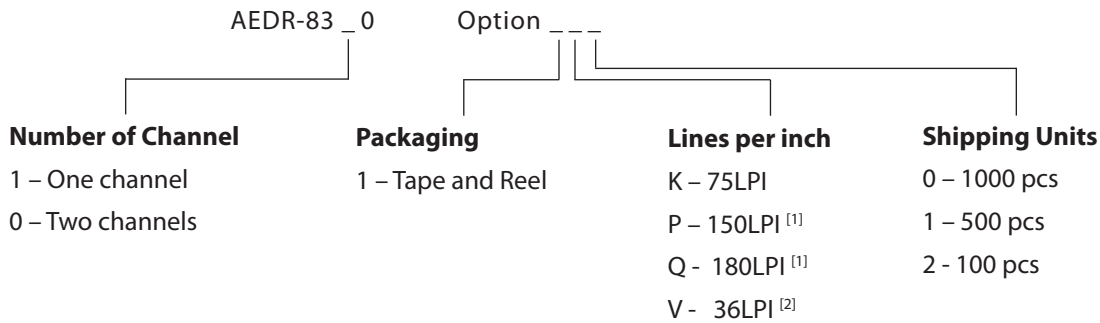 AEDR-83 _ 0 Option _ _ _
Number of Channel
1 – One channel
0 – Two channels
Packaging
1 – Tape and Reel
Lines per inch
K – 75LPI
P – 150LPI [1]
Q - 180LPI [1]
V - 36LPI [2]
Shipping Units
0 – 1000 pcs
1 – 500 pcs
2 - 100 pcs